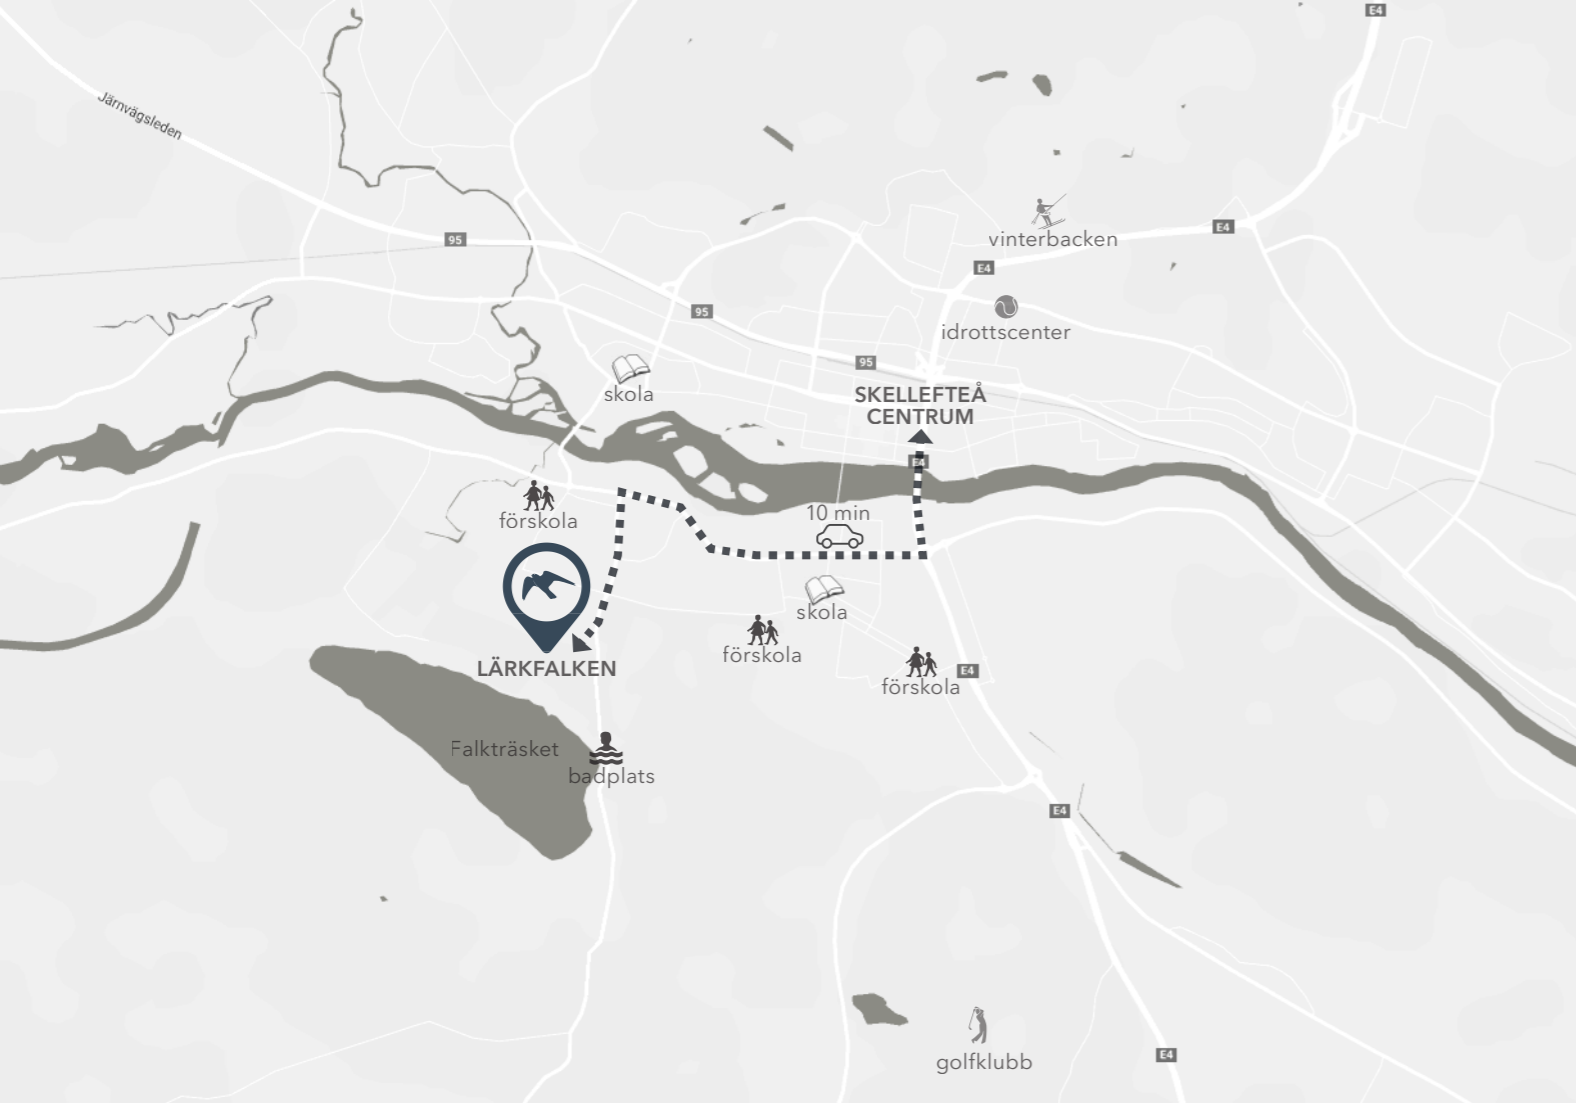 E4
Järnvägsleden
95
vinterbacken
E4
E4
95
idrottscenter
95
skola
SKELLEFTEÅ
CENTRUM
E4
förskola
10 min
skola
förskola
förskola
E4
LÄRKFALKEN
Falkträsket
badplats
E4
golfklubb
E4